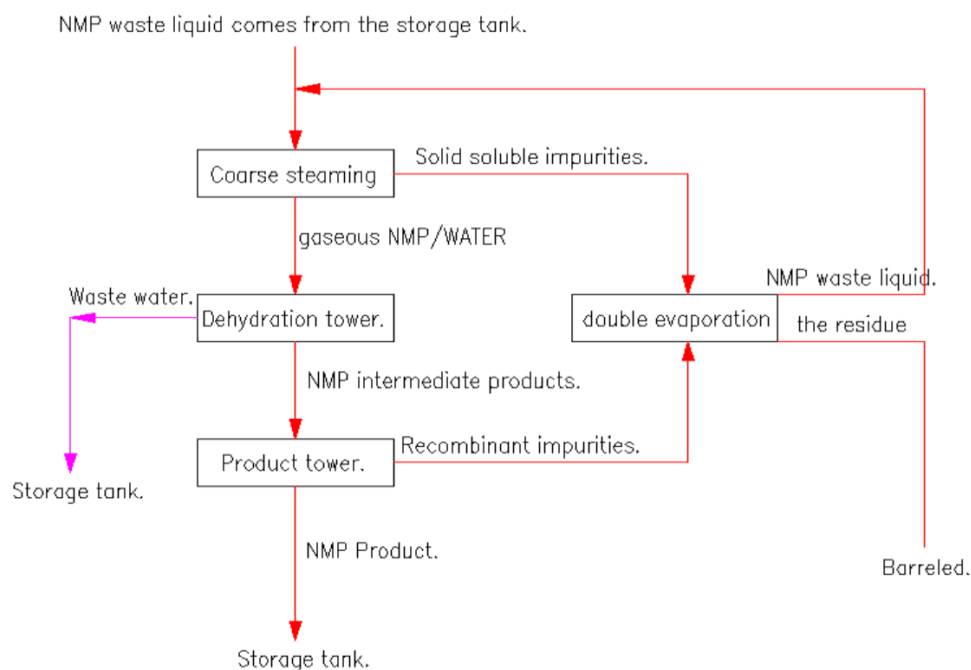 NMP waste liquid comes from the storage tank.
Solid soluble impurities.
Coarse steaming
gaseous NMP/WATER
NMP waste liquid.
Waste water.
Dehydration tower.
double evaporation
the residue
NMP intermediate products.
Recombinant impurities.
Product tower.
Storage tank.
NMP Product.
Barreled.
Storage tank.